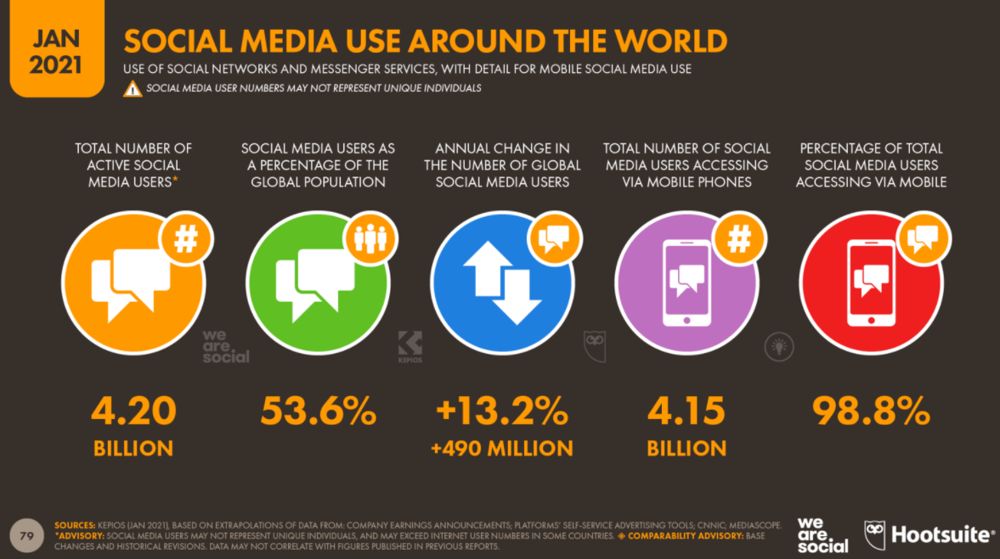 JAN
2021
SOCIAL MEDIA USE AROUND THE WORLD
USE OF SOCIAL NETWORKS AND MESSENGER SERVICES, WITH DETAIL FOR MOBILE SOCIAL MEDIA USE
! SOCIAL MEDIA USER NUMBERS MAY NOT REPRESENT UNIQUE INDIVIDUALS
TOTAL NUMBER OF
ACTIVE SOCIAL
MEDIA USERS*
#
4.20
BILLION
SOCIAL MEDIA USERS AS
A PERCENTAGE OF THE
GLOBAL POPULATION
53.6%
ANNUAL CHANGE IN
THE NUMBER OF GLOBAL
SOCIAL MEDIA USERS
+13.2%
+490 MILLION
TOTAL NUMBER OF SOCIAL
MEDIA USERS ACCESSING
VIA MOBILE PHONES
#
4.15
BILLION
PERCENTAGE OF TOTAL
SOCIAL MEDIA USERS
ACCESSING VIA MOBILE
98.8%
we
are
social
KEPIOS
79
SOURCES: KEPIOS (JAN 2021), BASED ON EXTRAPOLATIONS OF DATA FROM: COMPANY EARNINGS ANNOUNCEMENTS; PLATFORMS' SELF-SERVICE ADVERTISING TOOLS; CNNIC; MEDIASCOPE.
*ADVISORY: SOCIAL MEDIA USERS MAY NOT REPRESENT UNIQUE INDIVIDUALS, AND MAY EXCEED INTERNET USER NUMBERS IN SOME COUNTRIES. ◈ COMPARABILITY ADVISORY: BASE
CHANGES AND HISTORICAL REVISIONS. DATA MAY NOT CORRELATE WITH FIGURES PUBLISHED IN PREVIOUS REPORTS.
we
are
social
Hootsuite®